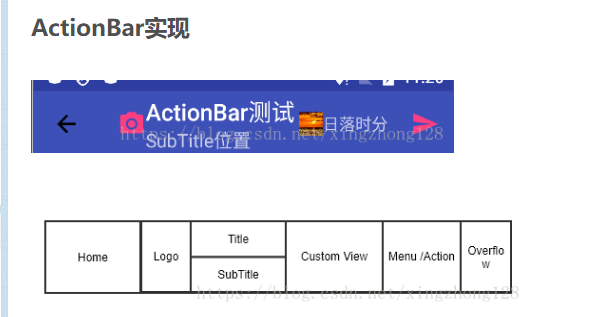 ActionBar实现
ActionBar测试
SubTitle位置
日落时分
https://blog.csdn.net/xingzhong128
Home
Logo
Title
SubTitle
Custom View
Menu /Action
Overflo
w
https://blog.csdn.net/xingzhong128